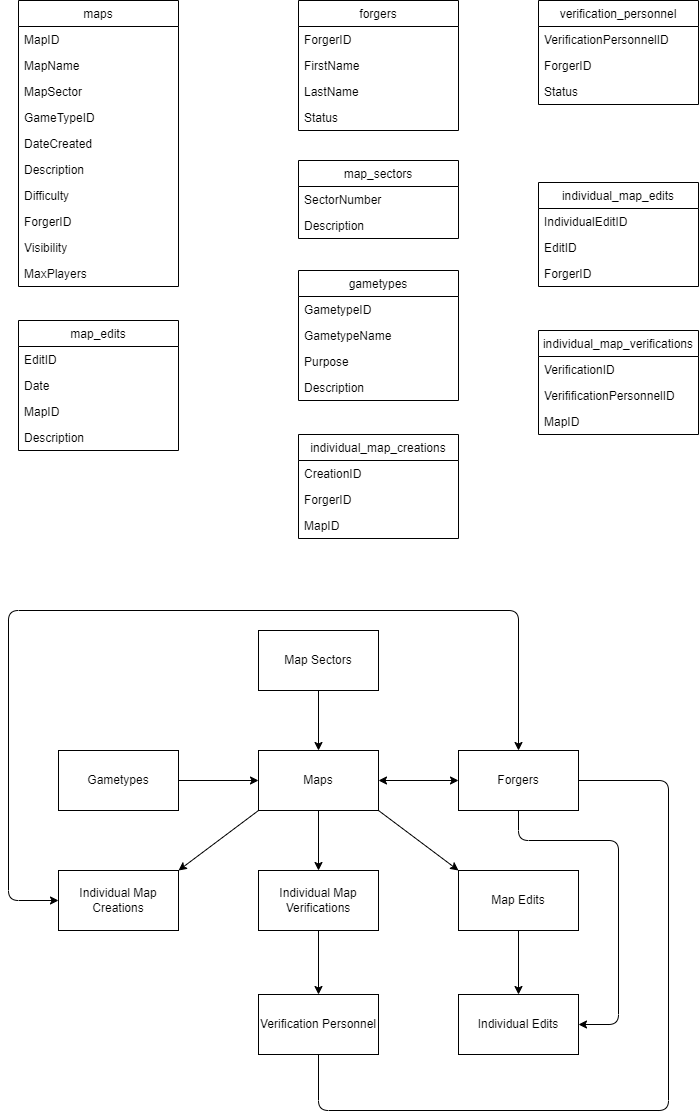 maps
MapID
MapName
MapSector
GameTypeID
DateCreated
Description
Difficulty
ForgerID
Visibility
MaxPlayers
map_edits
EditID
Date
MapID
Description
forgers
ForgerID
FirstName
LastName
Status
map_sectors
SectorNumber
Description
gametypes
GametypeID
GametypeName
Purpose
Description
individual_map_creations
CreationID
ForgerID
MapID
verification_personnel
VerificationPersonnelID
ForgerID
Status
individual_map_edits
IndividualEditID
EditID
ForgerID
individual_map_verifications
VerificationID
VerifificationPersonnelID
MapID
Map Sectors
Gametypes
Maps
Forgers
Individual Map
Creations
Individual Map
Verifications
Map Edits
Verification Personnel
Individual Edits